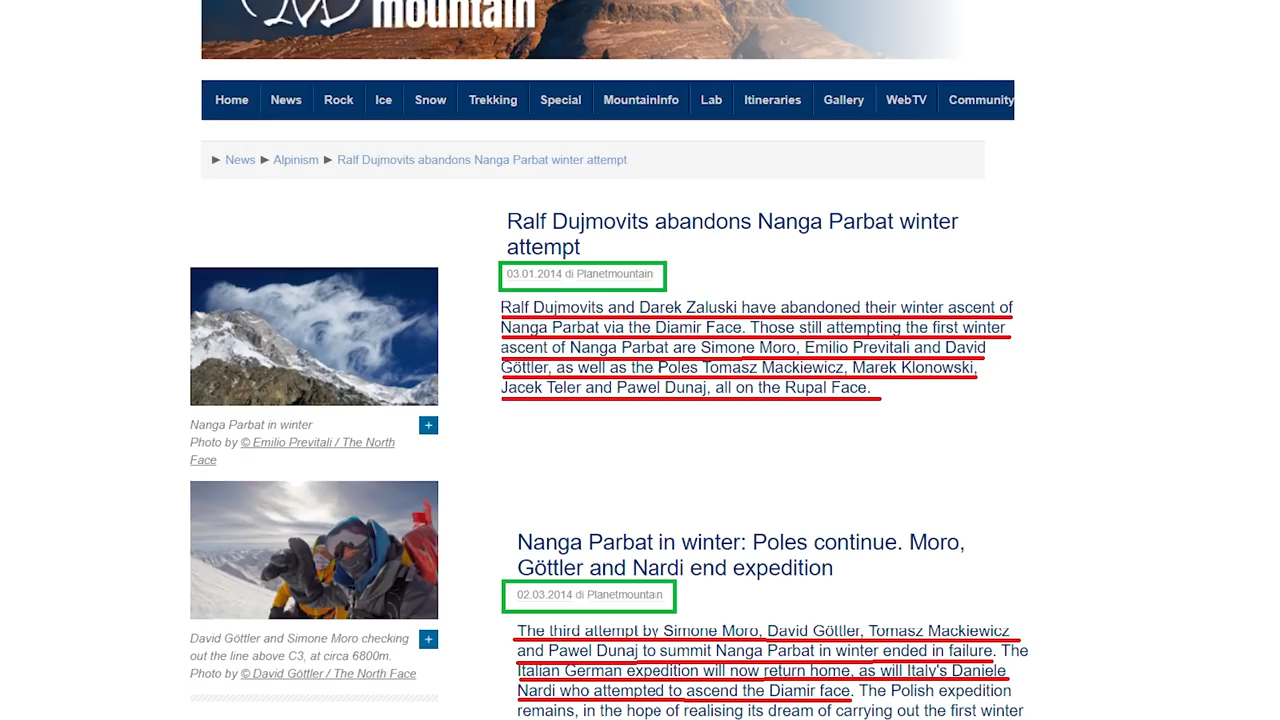 mountain
Home News Rock Ice Snow Trekking Special MountainInfo Lab Itineraries Gallery WebTV Community
► News ► Alpinism ► Ralf Dujmovits abandons Nanga Parbat winter attempt
Ralf Dujmovits abandons Nanga Parbat winter
attempt
03.01.2014 di Planetmountain
Ralf Dujmovits and Darek Zaluski have abandoned their winter ascent of
Nanga Parbat via the Diamir Face. Those still attempting the first winter
ascent of Nanga Parbat are Simone Moro, Emilio Previtali and David
Göttler, as well as the Poles Tomasz Mackiewicz, Marek Klonowski,
Jacek Teler and Pawel Dunaj, all on the Rupal Face.
Nanga Parbat in winter
Photo by © Emilio Previtali / The North
Face
+
David Göttler and Simone Moro checking
out the line above C3, at circa 6800m.
Photo by © David Göttler / The North Face
+
Nanga Parbat in winter: Poles continue. Moro,
Göttler and Nardi end expedition
02.03.2014 di Planetmountain
The third attempt by Simone Moro, David Göttler, Tomasz Mackiewicz
and Pawel Dunaj to summit Nanga Parbat in winter ended in failure. The
Italian German expedition will now return home, as will Italy's Daniele
Nardi who attempted to ascend the Diamir face. The Polish expedition
remains, in the hope of realising its dream of carrying out the first winter